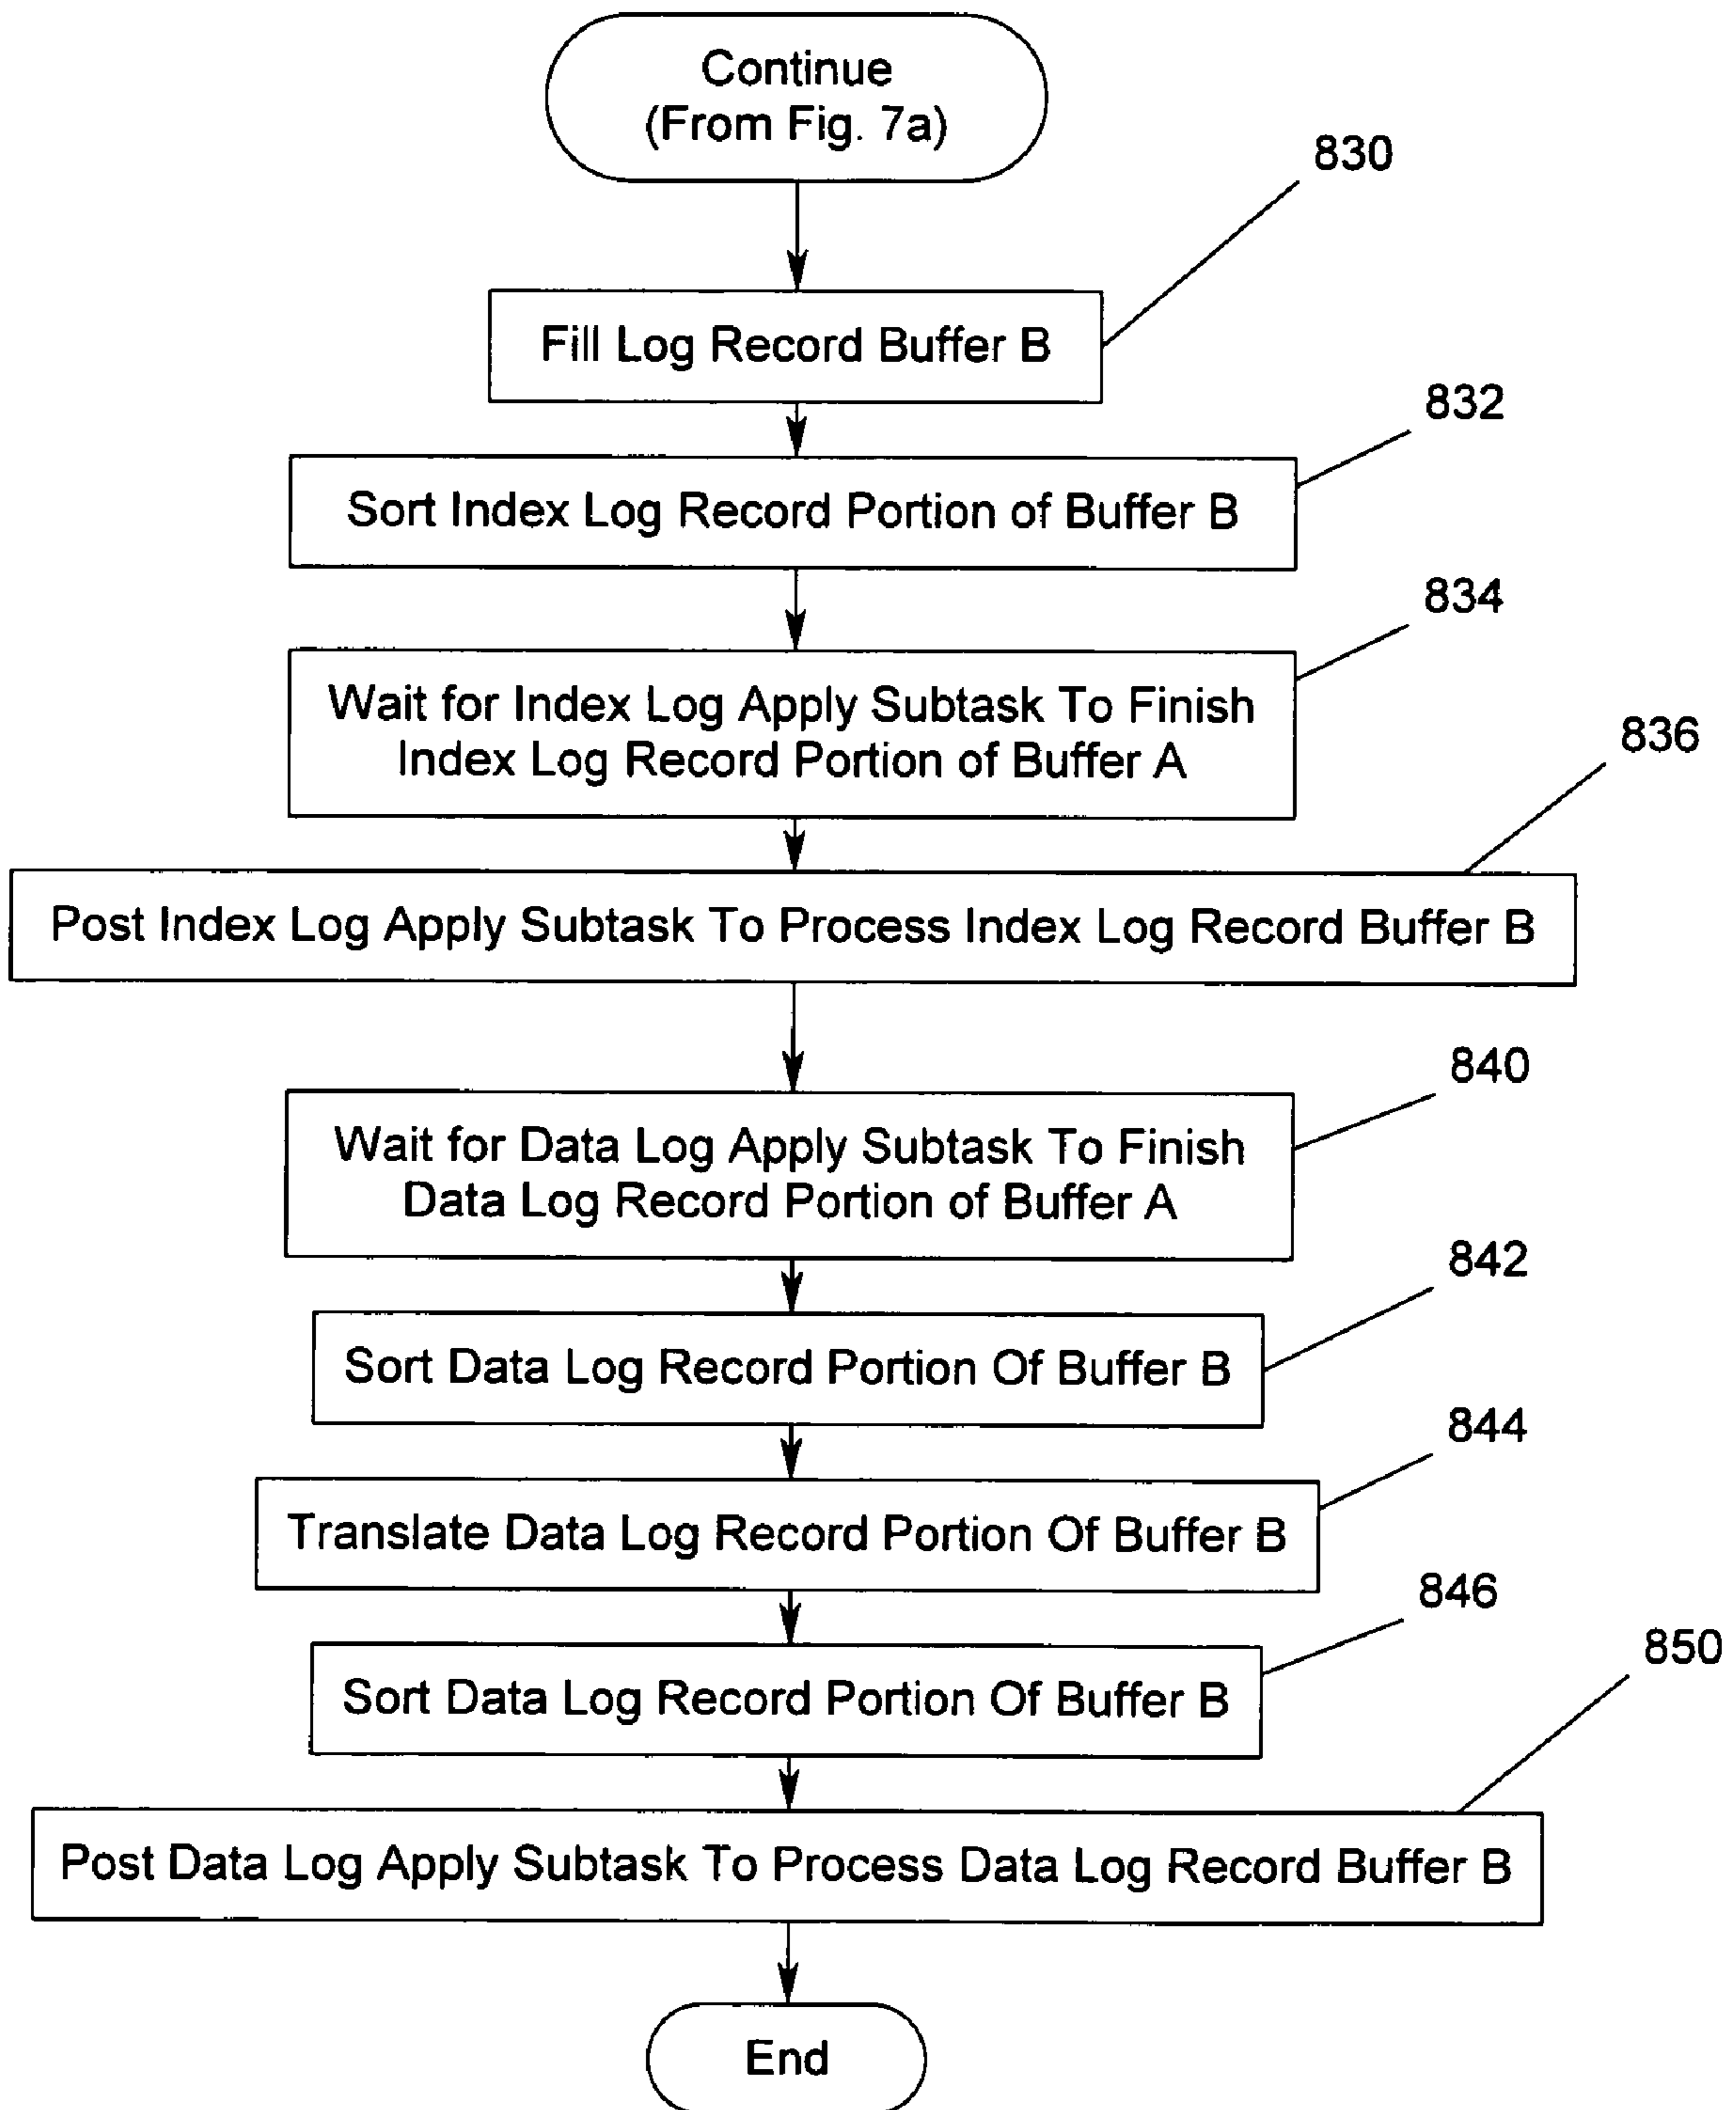 Continue
(From Fig. 7a)
830
Fill Log Record Buffer B
832
Sort Index Log Record Portion of Buffer B
834
Wait for Index Log Apply Subtask To Finish
Index Log Record Portion of Buffer A
836
Post Index Log Apply Subtask To Process Index Log Record Buffer B
840
Wait for Data Log Apply Subtask To Finish
Data Log Record Portion of Buffer A
842
Sort Data Log Record Portion Of Buffer B
844
Translate Data Log Record Portion Of Buffer B
846
Sort Data Log Record Portion Of Buffer B
850
Post Data Log Apply Subtask To Process Data Log Record Buffer B
End